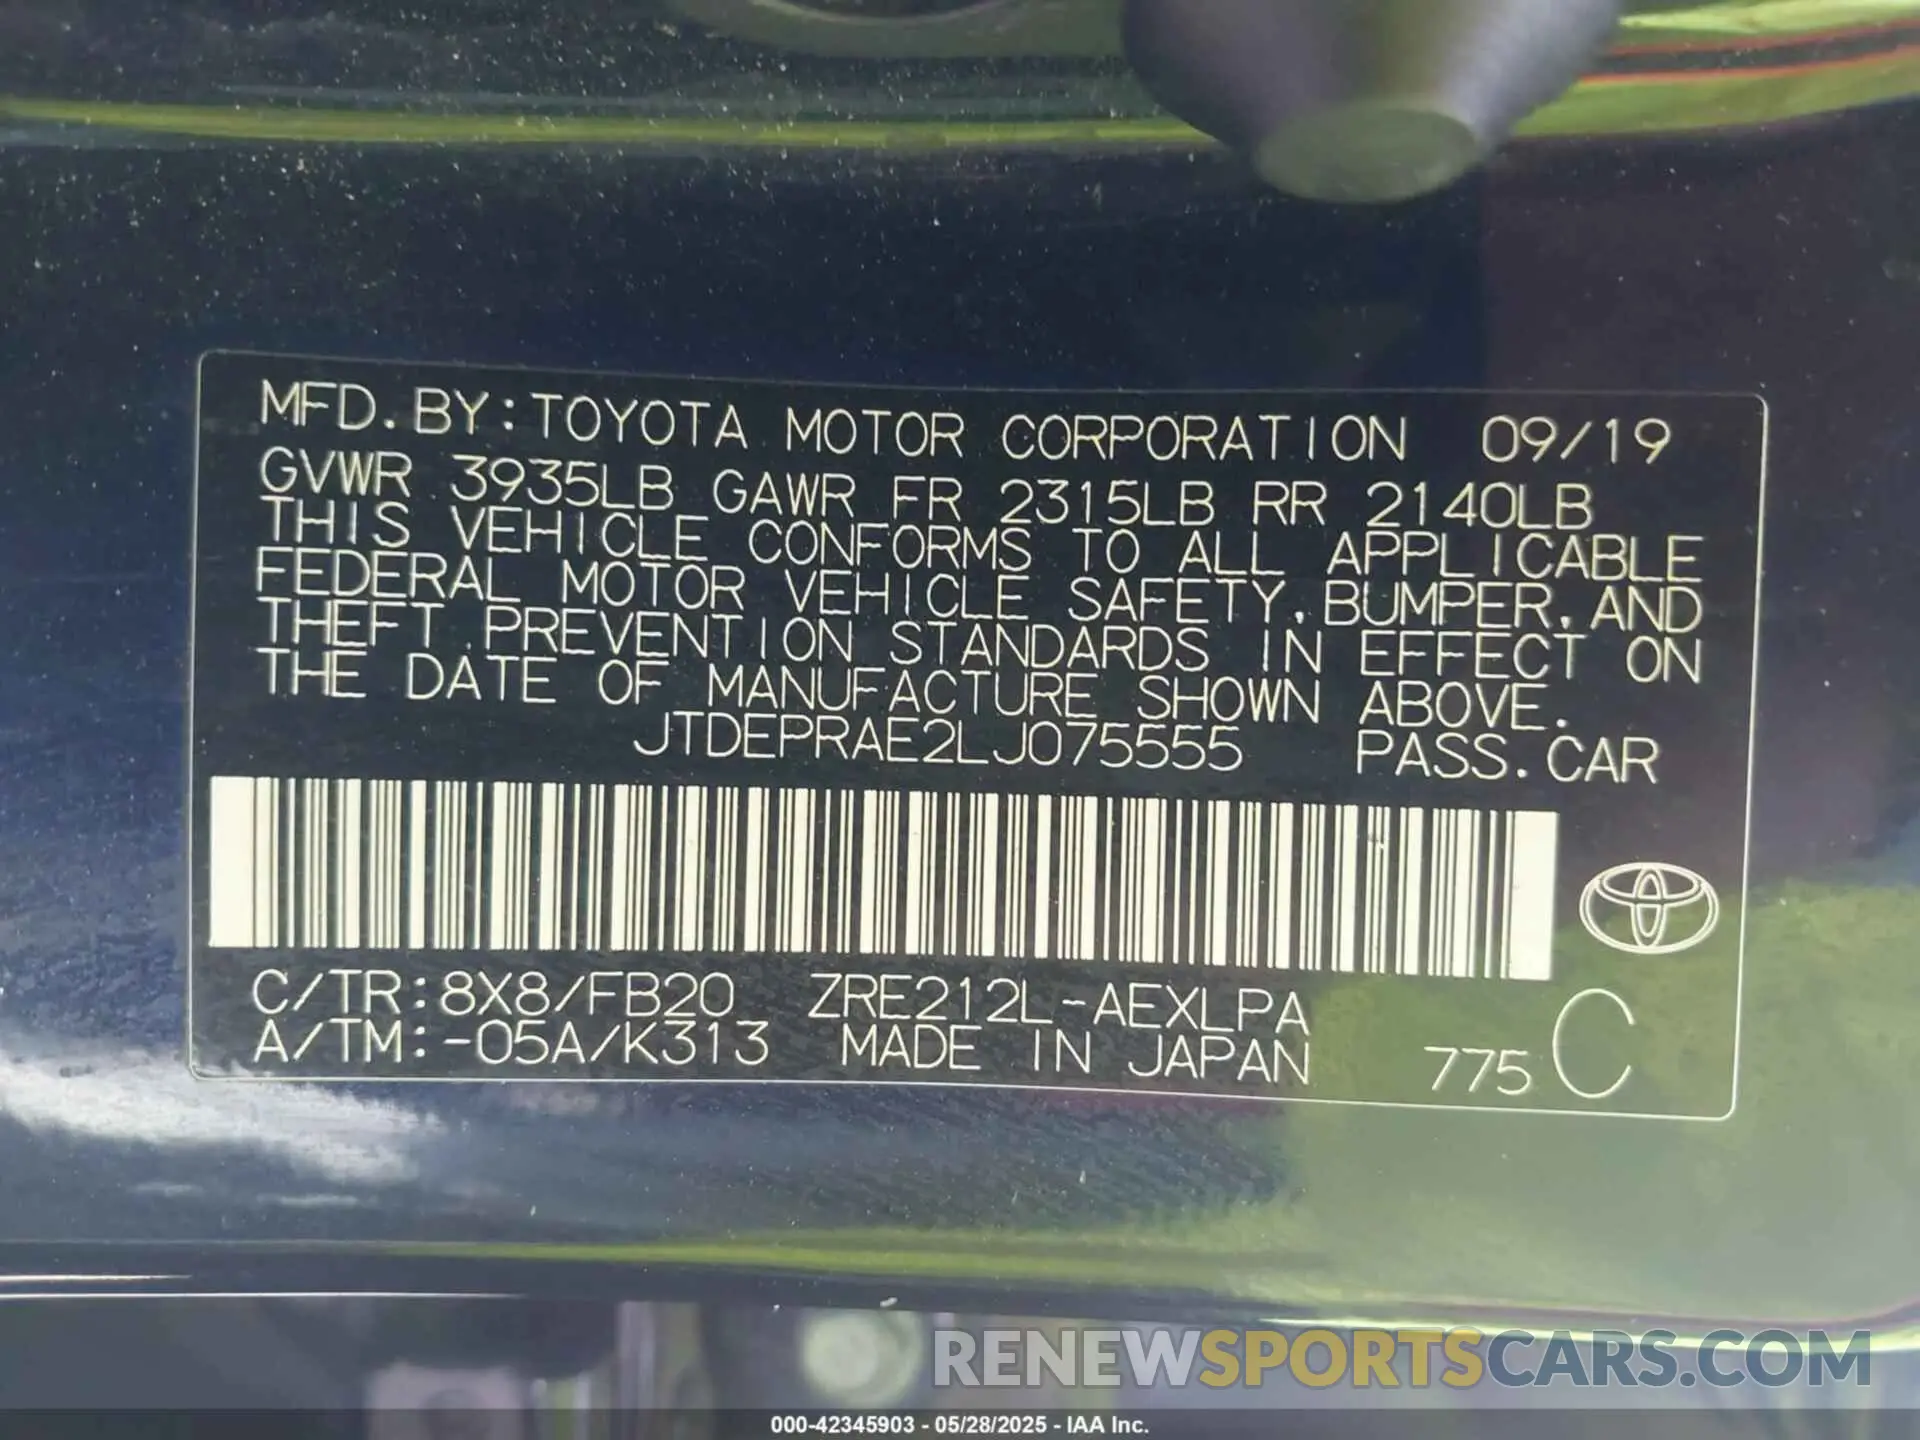 MFD.BY:TOYOTA MOTOR CORPORATION 09/19
GVWR 3935LB GAWR FR 2315LB RR 2140LB
THIS VEHICLE CONFORMS TO ALL APPLICABLE
FEDERAL MOTOR VEHICLE SAFETY, BUMPER, AND
THEFT PREVENTION STANDARDS IN EFFECT ON
THE DATE OF MANUFACTURE SHOWN ABOVE.
JTDEPRAE2LJ075555 PASS.CAR
C/TR:8X8/FB20 ZRE212L-AEXLPA
A/TM:-05A/K313 MADE IN JAPAN 775 C
RENEWSPORTSCARS.COM
000-42345903 - 05/28/2025 - IAA Inc.